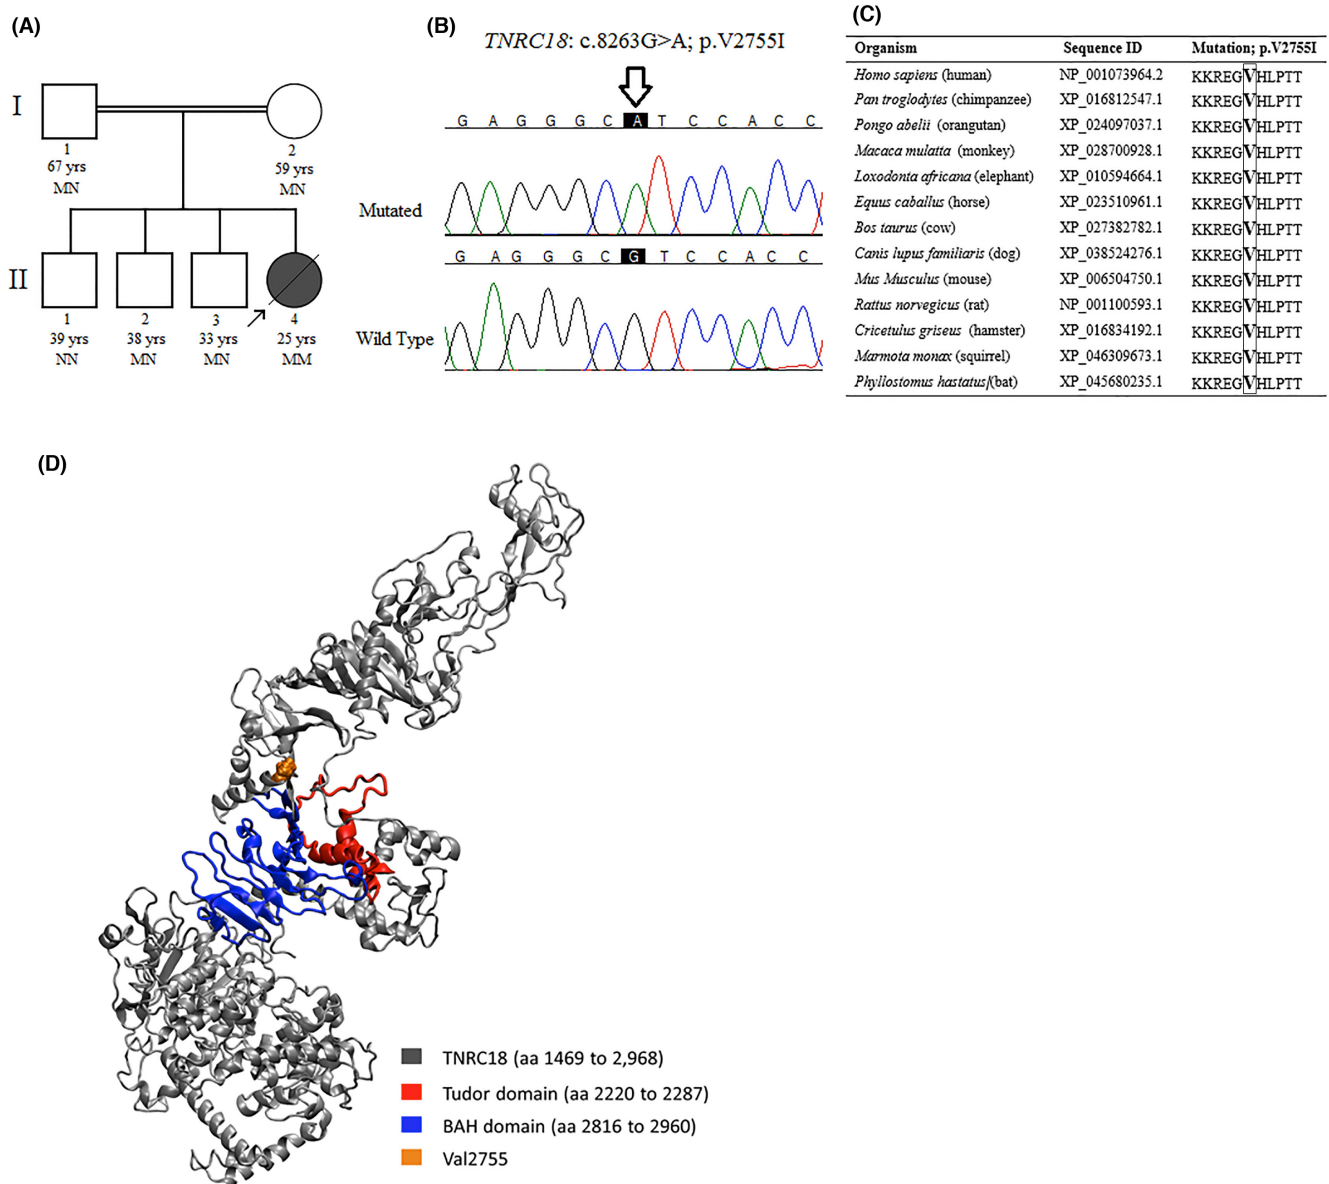 (A)
I
1
67 yrs
MN
2
59 yrs
MN
II
1
39 yrs
NN
2
38 yrs
MN
3
33 yrs
MN
4
25 yrs
MM
(B)
TNRC18: c.8263G>A; p.V2755I
G A G G G C A T C C A C C
Mutated
G A G G G C G T C C A C C
Wild Type
(C)
Organism Sequence ID Mutation; p.V2755I
Homo sapiens (human) NP_001073964.2 KKREGVHLPTT
Pan troglodytes (chimpanzee) XP_016812547.1 KKREGVHLPTT
Pongo abelii (orangutan) XP_024097037.1 KKREGVHLPTT
Macaca mulatta (monkey) XP_028700928.1 KKREGVHLPTT
Loxodonta africana (elephant) XP_010594664.1 KKREGVHLPTT
Equus caballus (horse) XP_023510961.1 KKREGVHLPTT
Bos taurus (cow) XP_027382782.1 KKREGVHLPTT
Canis lupus familiaris (dog) XP_038524276.1 KKREGVHLPTT
Mus Musculus (mouse) XP_006504750.1 KKREGVHLPTT
Rattus norvegicus (rat) NP_001100593.1 KKREGVHLPTT
Cricetulus griseus (hamster) XP_016834192.1 KKREGVHLPTT
Marmota monax (squirrel) XP_046309673.1 KKREGVHLPTT
Phyllostomus hastatus/(bat) XP_045680235.1 KKREGVHLPTT
(D)
TNRC18 (aa 1469 to 2,968)
Tudor domain (aa 2220 to 2287)
BAH domain (aa 2816 to 2960)
Val2755